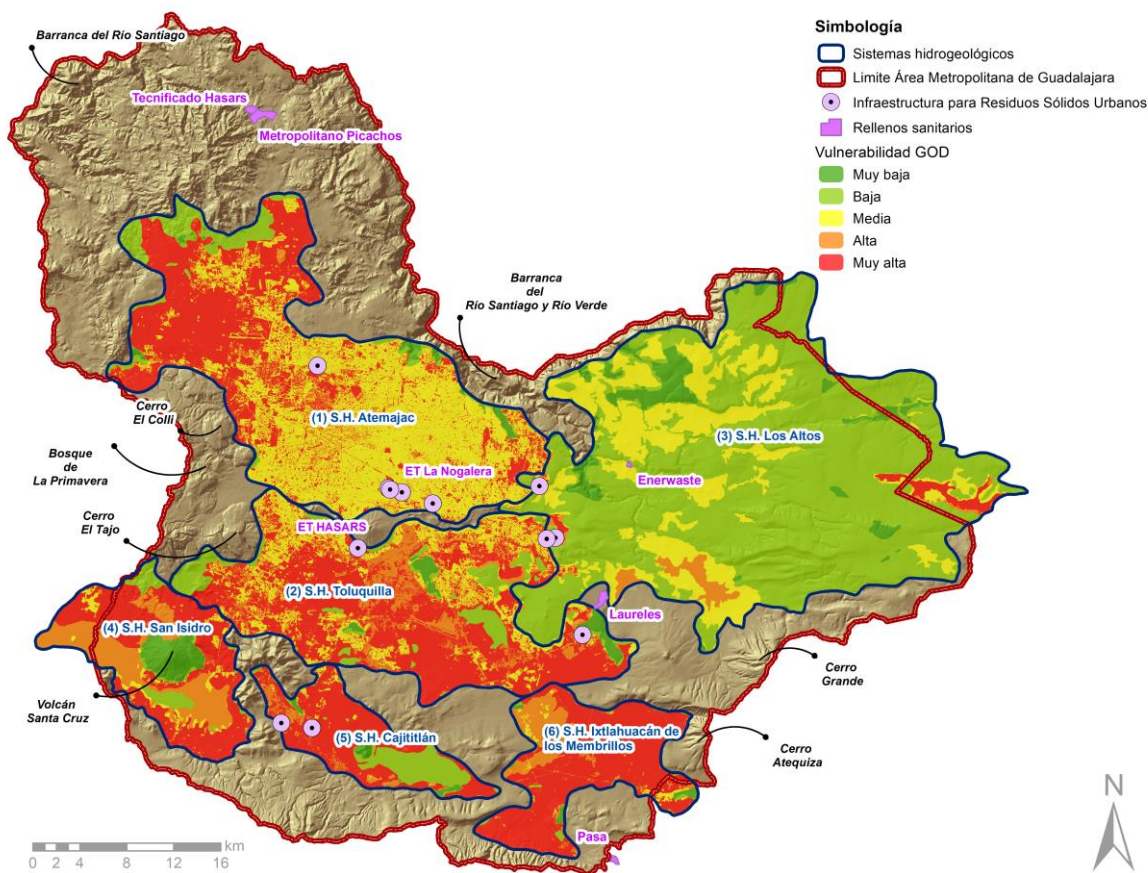 Simbología
Sistemas hidrogeológicos
Limite Área Metropolitana de Guadalajara
Infraestructura para Residuos Sólidos Urbanos
Rellenos sanitarios
Vulnerabilidad GOD
Muy baja
Baja
Media
Alta
Muy alta
Barranca del Río Santiago
Tecnificado Hasars
Metropolitano Picachos
Barranca
del
Río Santiago y Río Verde
Cerro
El Colli
(1) S.H. Atemajac
(3) S.H. Los Altos
Bosque
de
La Primavera
ET La Nogalera
Enerwaste
Cerro
El Tajo
ET HASARS
(2) S.H. Toluquilla
Laureles
(4) S.H. San Isidro
Cerro
Grande
Volcán
Santa Cruz
(5) S.H. Cajititlán
(6) S.H. Ixtlahuacán de
los Membrillos
Cerro
Atequiza
Pasa
N
km
0 2 4 8 12 16